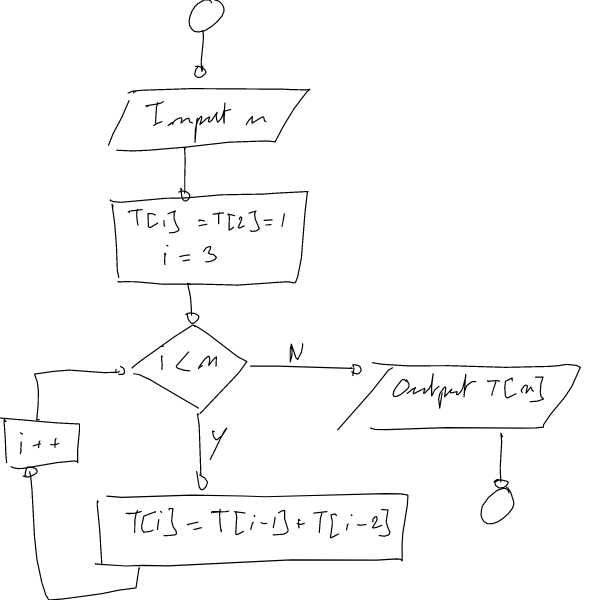 Input n
T[1] = T[2] = 1
i = 3
i < n
N
Output T[n]
Y
i++
T[i] = T[i-1] + T[i-2]